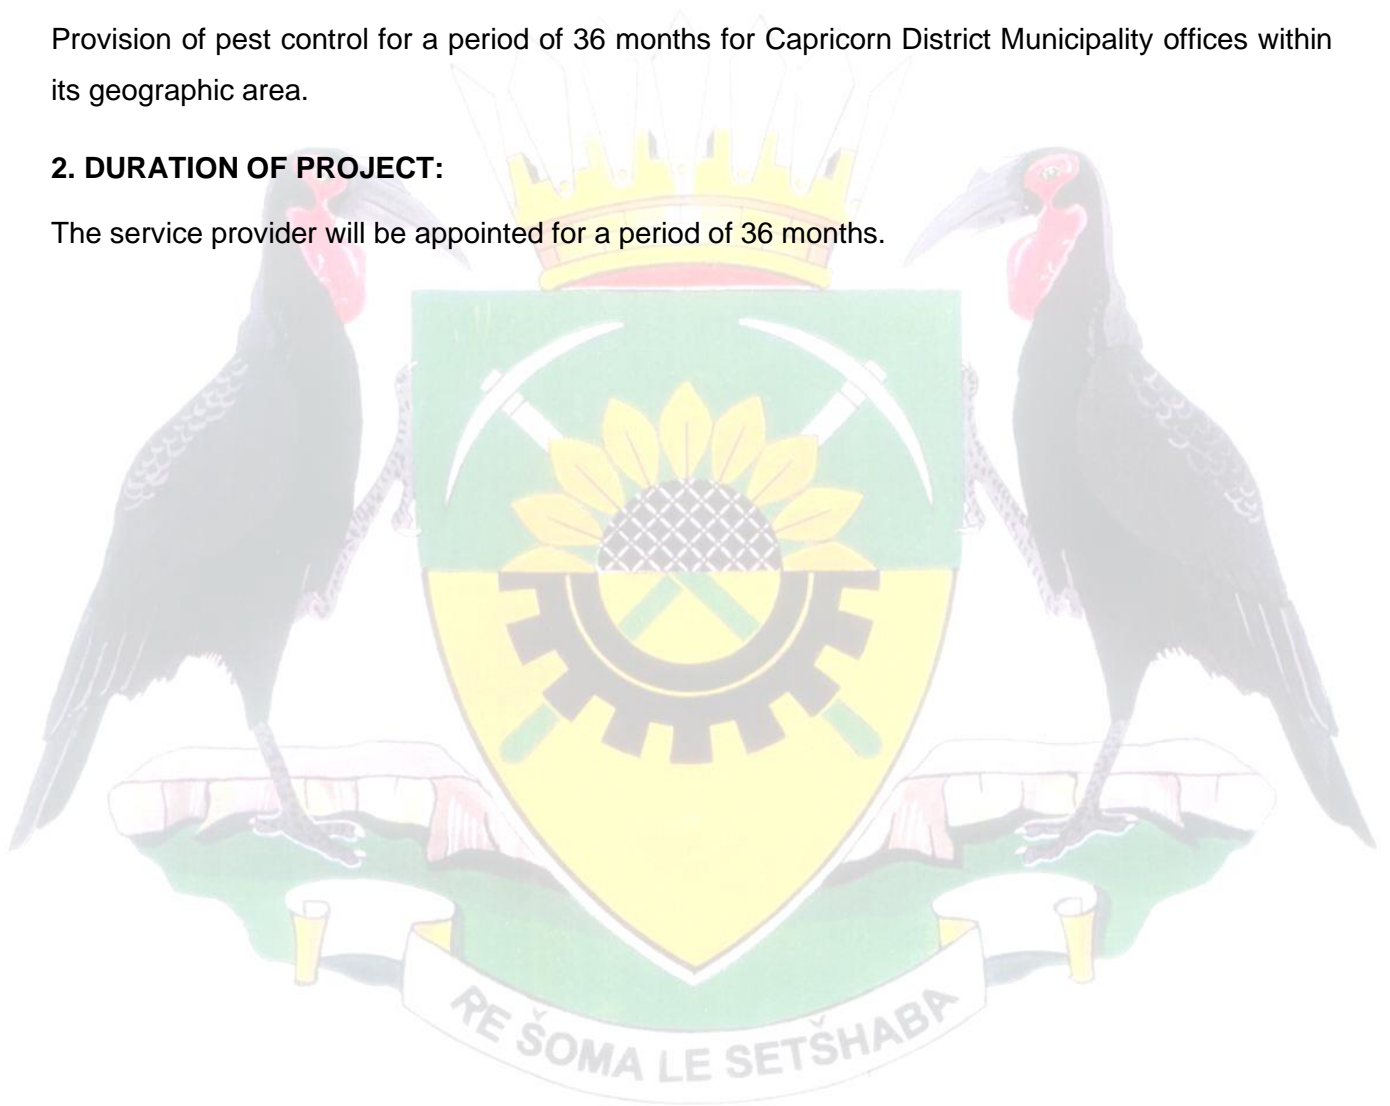 Provision of pest control for a period of 36 months for Capricorn District Municipality offices within
its geographic area.
2. DURATION OF PROJECT:
The service provider will be appointed for a period of 36 months.
RE ŠOMA LE SETŠHABA